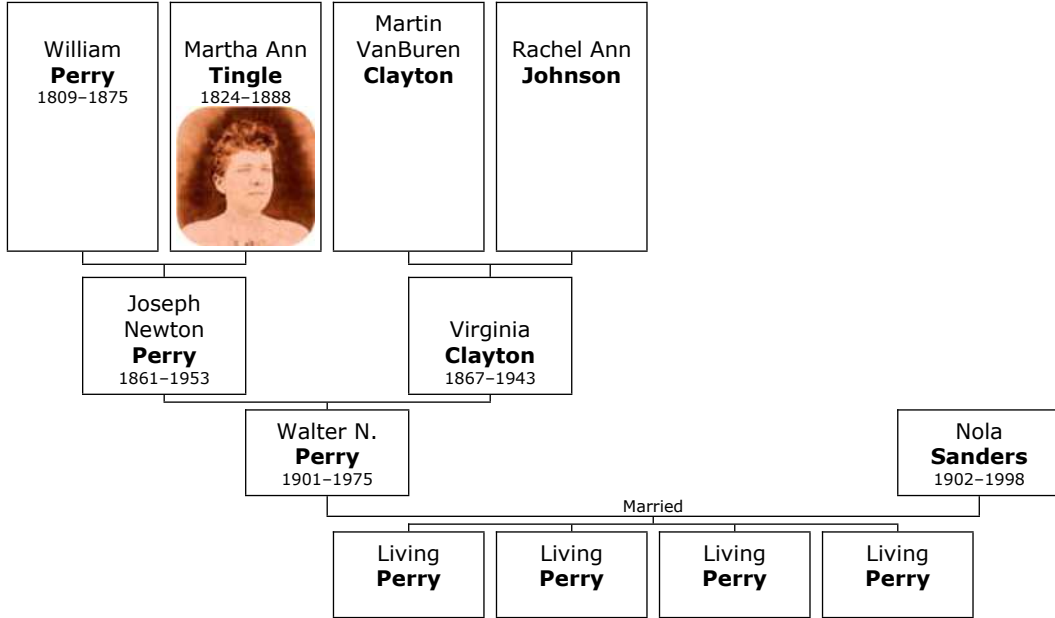 William
Perry
1809–1875
Martha Ann
Tingle
1824–1888
Martin
VanBuren
Clayton
Rachel Ann
Johnson
Joseph
Newton
Perry
1861–1953
Virginia
Clayton
1867–1943
Walter N.
Perry
1901–1975
Nola
Sanders
1902–1998
Married
Living
Perry
Living
Perry
Living
Perry
Living
Perry